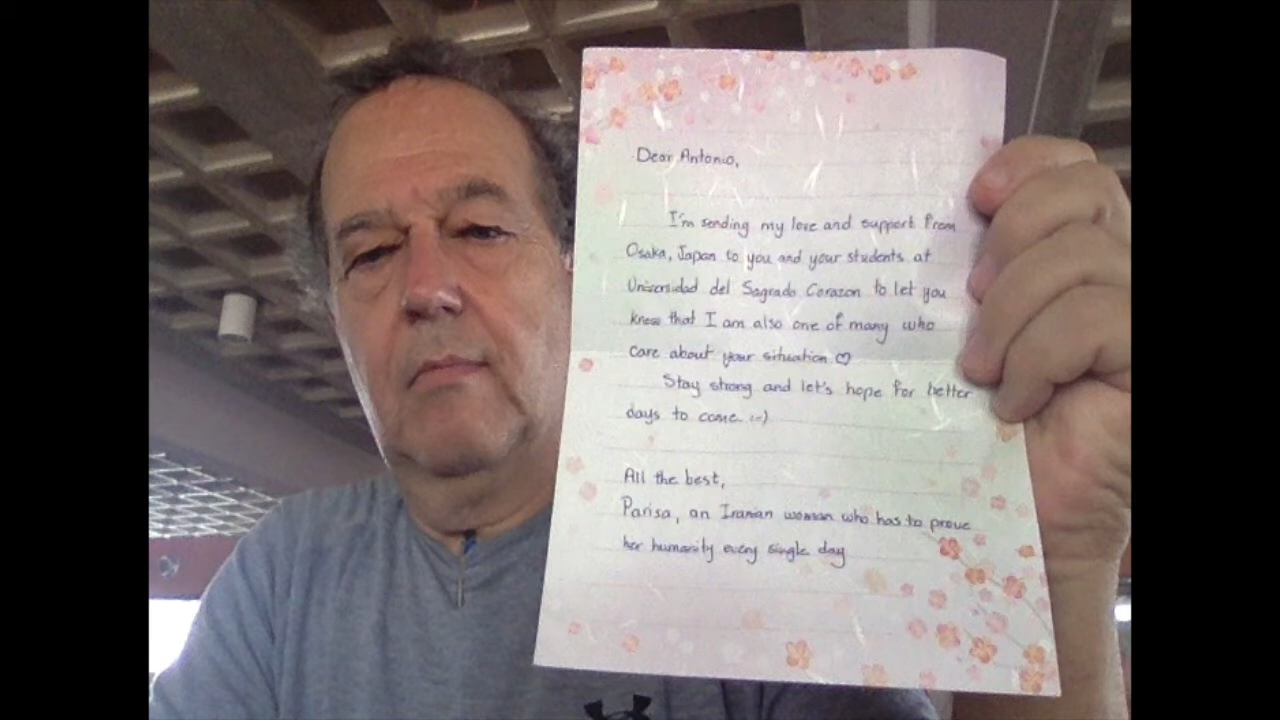 Dear Antonio,
I'm sending my love and support from
Osaka, Japan to you and your students at
Universidad del Sagrado Corazon to let you
know that I am also one of many who
care about your situation ♡
Stay strong and let's hope for better
days to come :-)
All the best,
Parisa, an Iranian woman who has to prove
her humanity every single day